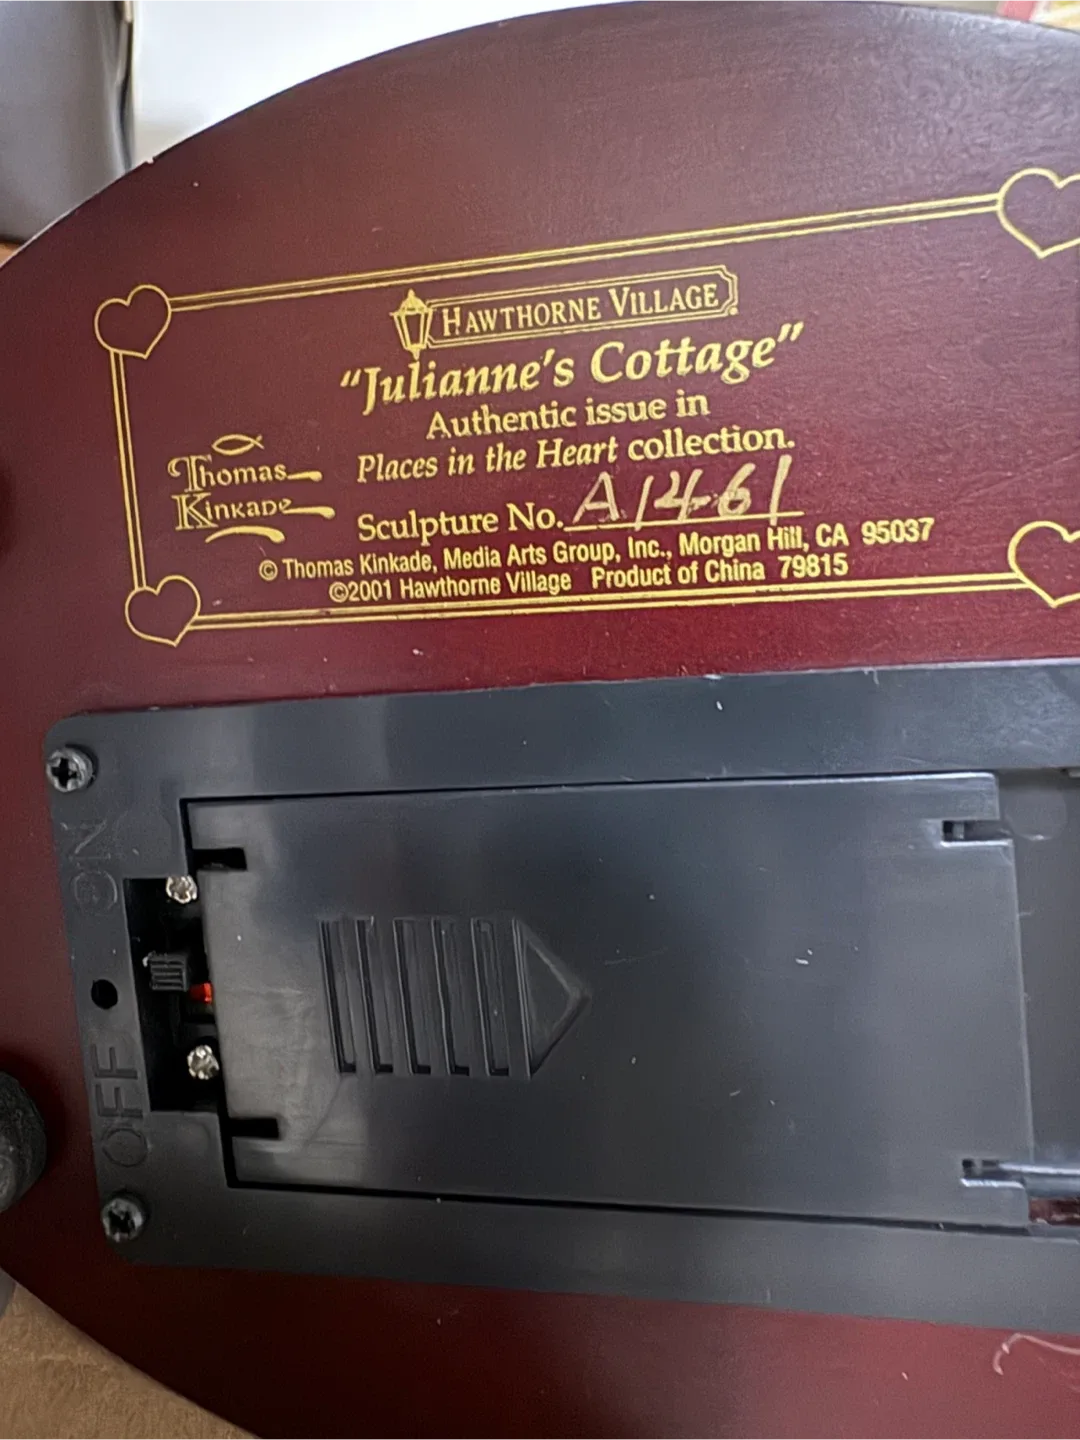 HAWTHORNE VILLAGE
"Julianne's Cottage"
Authentic issue in
Places in the Heart collection.
Thomas
Kinkade
Sculpture No. A1461
© Thomas Kinkade, Media Arts Group, Inc., Morgan Hill, CA 95037
©2001 Hawthorne Village Product of China 79815
ON
OFF